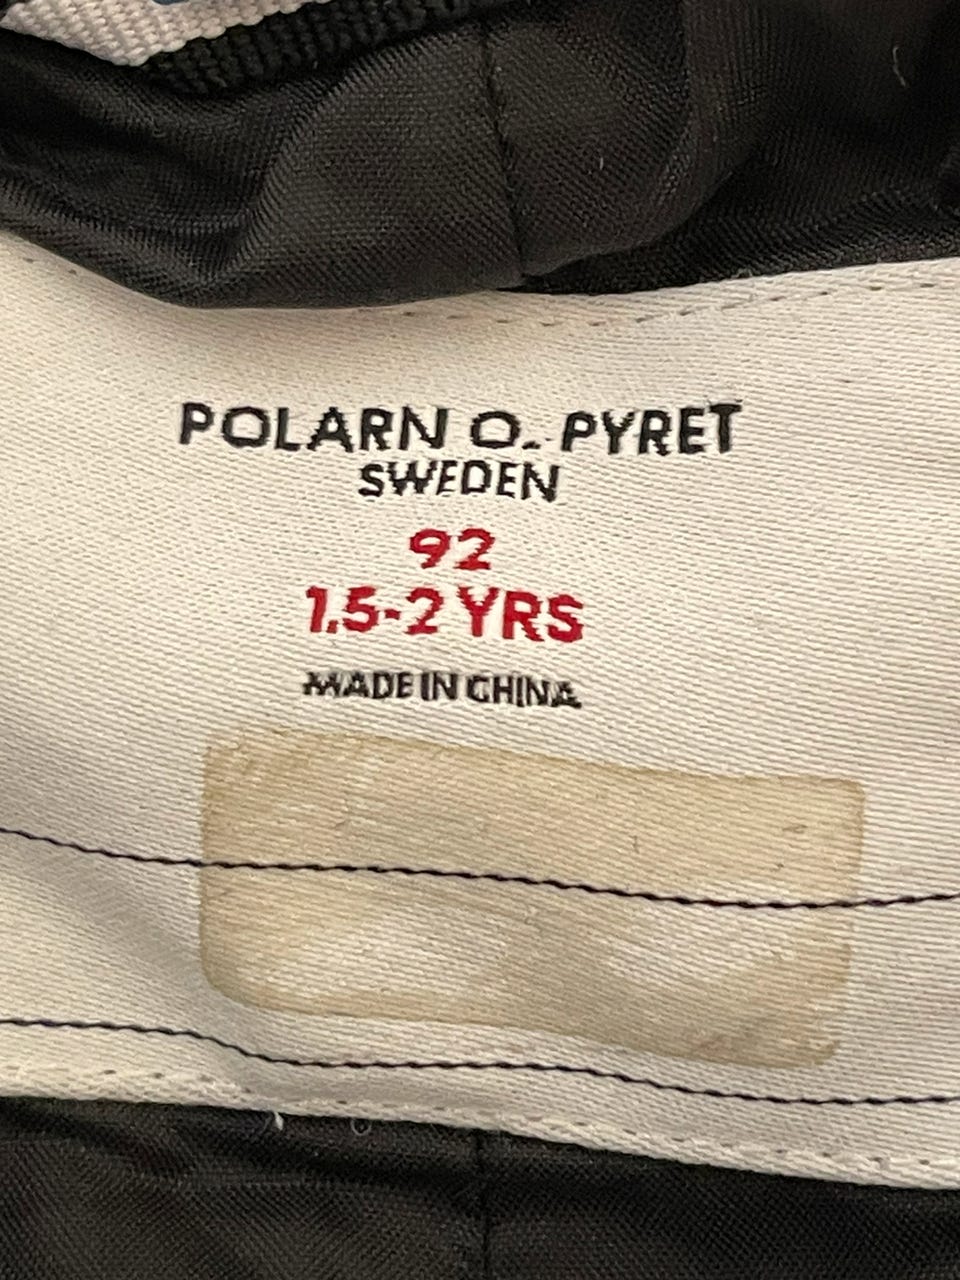 POLARN O. PYRET
SWEDEN
92
1.5-2 YRS
MADE IN CHINA